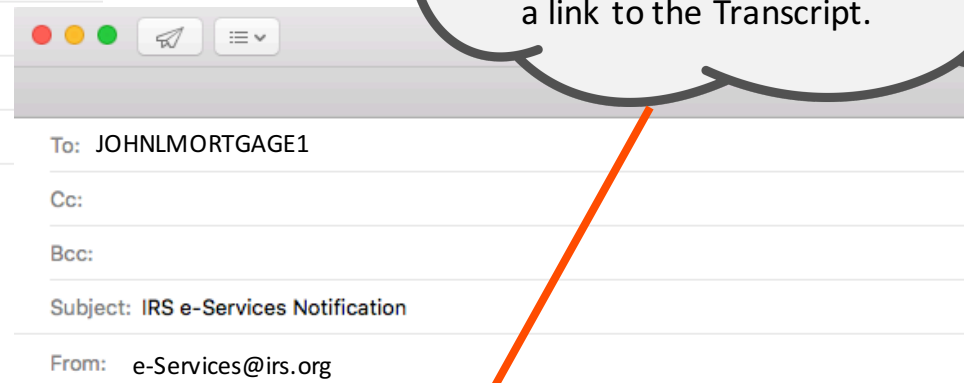 a link to the Transcript.
To: JOHNLMORTGAGE1
Cc:
Bcc:
Subject: IRS e-Services Notification
From: e-Services@irs.org